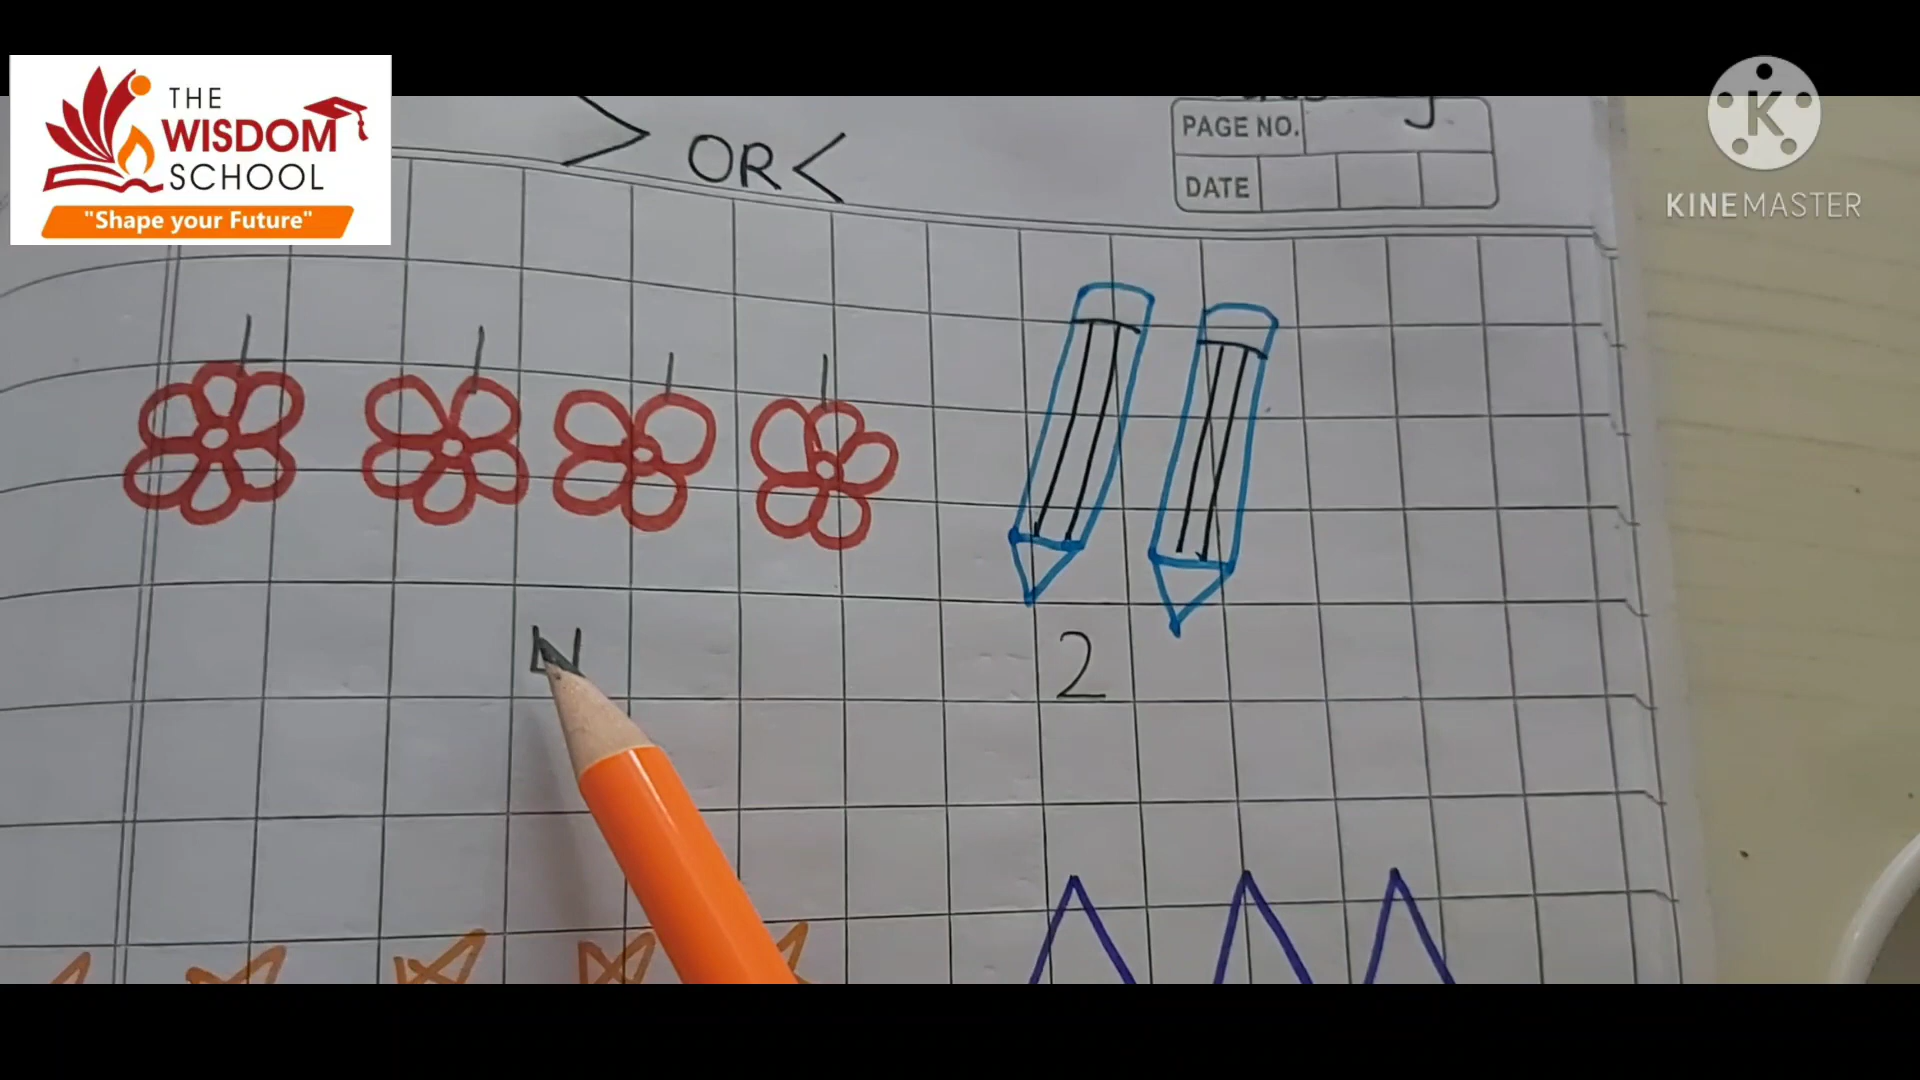 THE
WISDOM
SCHOOL
"Shape your Future"
> OR <
PAGE NO.
DATE
K
KINEMASTER
2